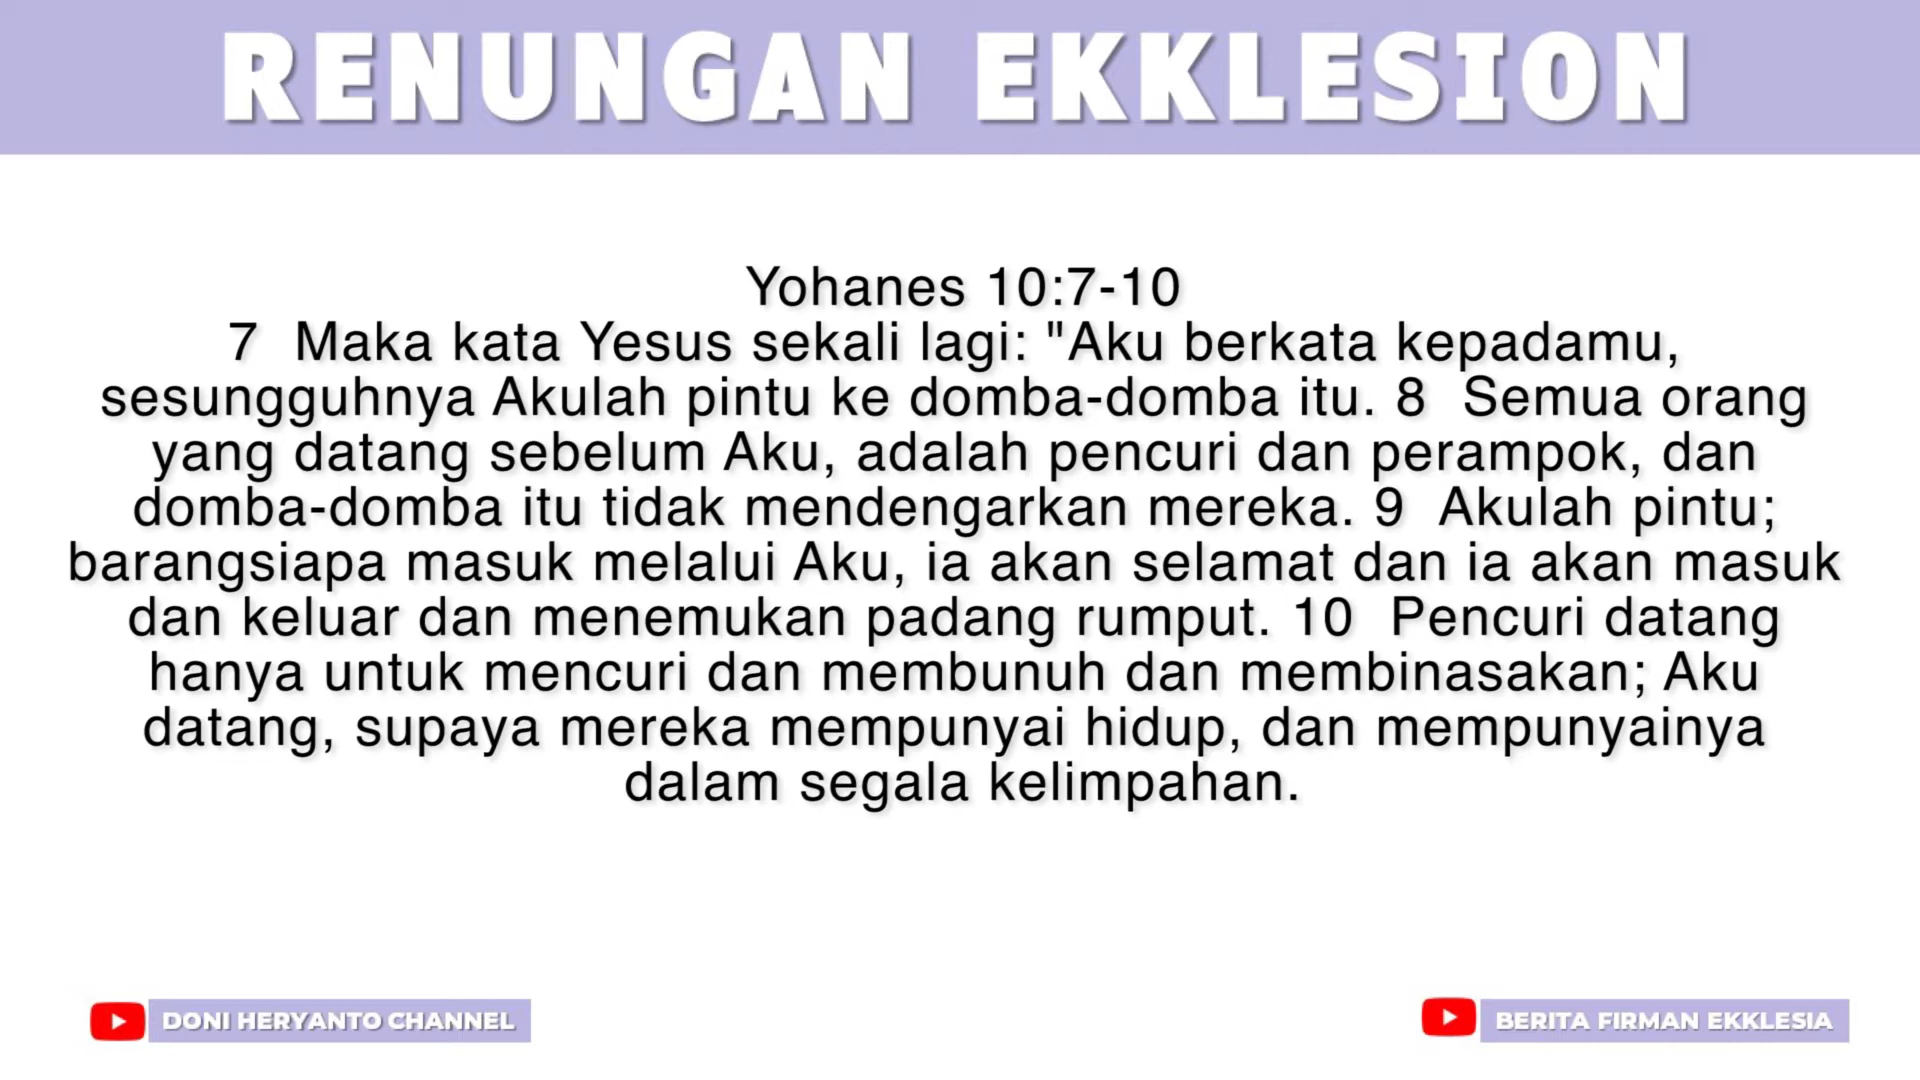 RENUNGAN EKKLESION
Yohanes 10:7-10
7  Maka kata Yesus sekali lagi: "Aku berkata kepadamu,
sesungguhnya Akulah pintu ke domba-domba itu. 8  Semua orang
yang datang sebelum Aku, adalah pencuri dan perampok, dan
domba-domba itu tidak mendengarkan mereka. 9  Akulah pintu;
barangsiapa masuk melalui Aku, ia akan selamat dan ia akan masuk
dan keluar dan menemukan padang rumput. 10  Pencuri datang
hanya untuk mencuri dan membunuh dan membinasakan; Aku
datang, supaya mereka mempunyai hidup, dan mempunyainya
dalam segala kelimpahan.
DONI HERYANTO CHANNEL
BERITA FIRMAN EKKLESIA